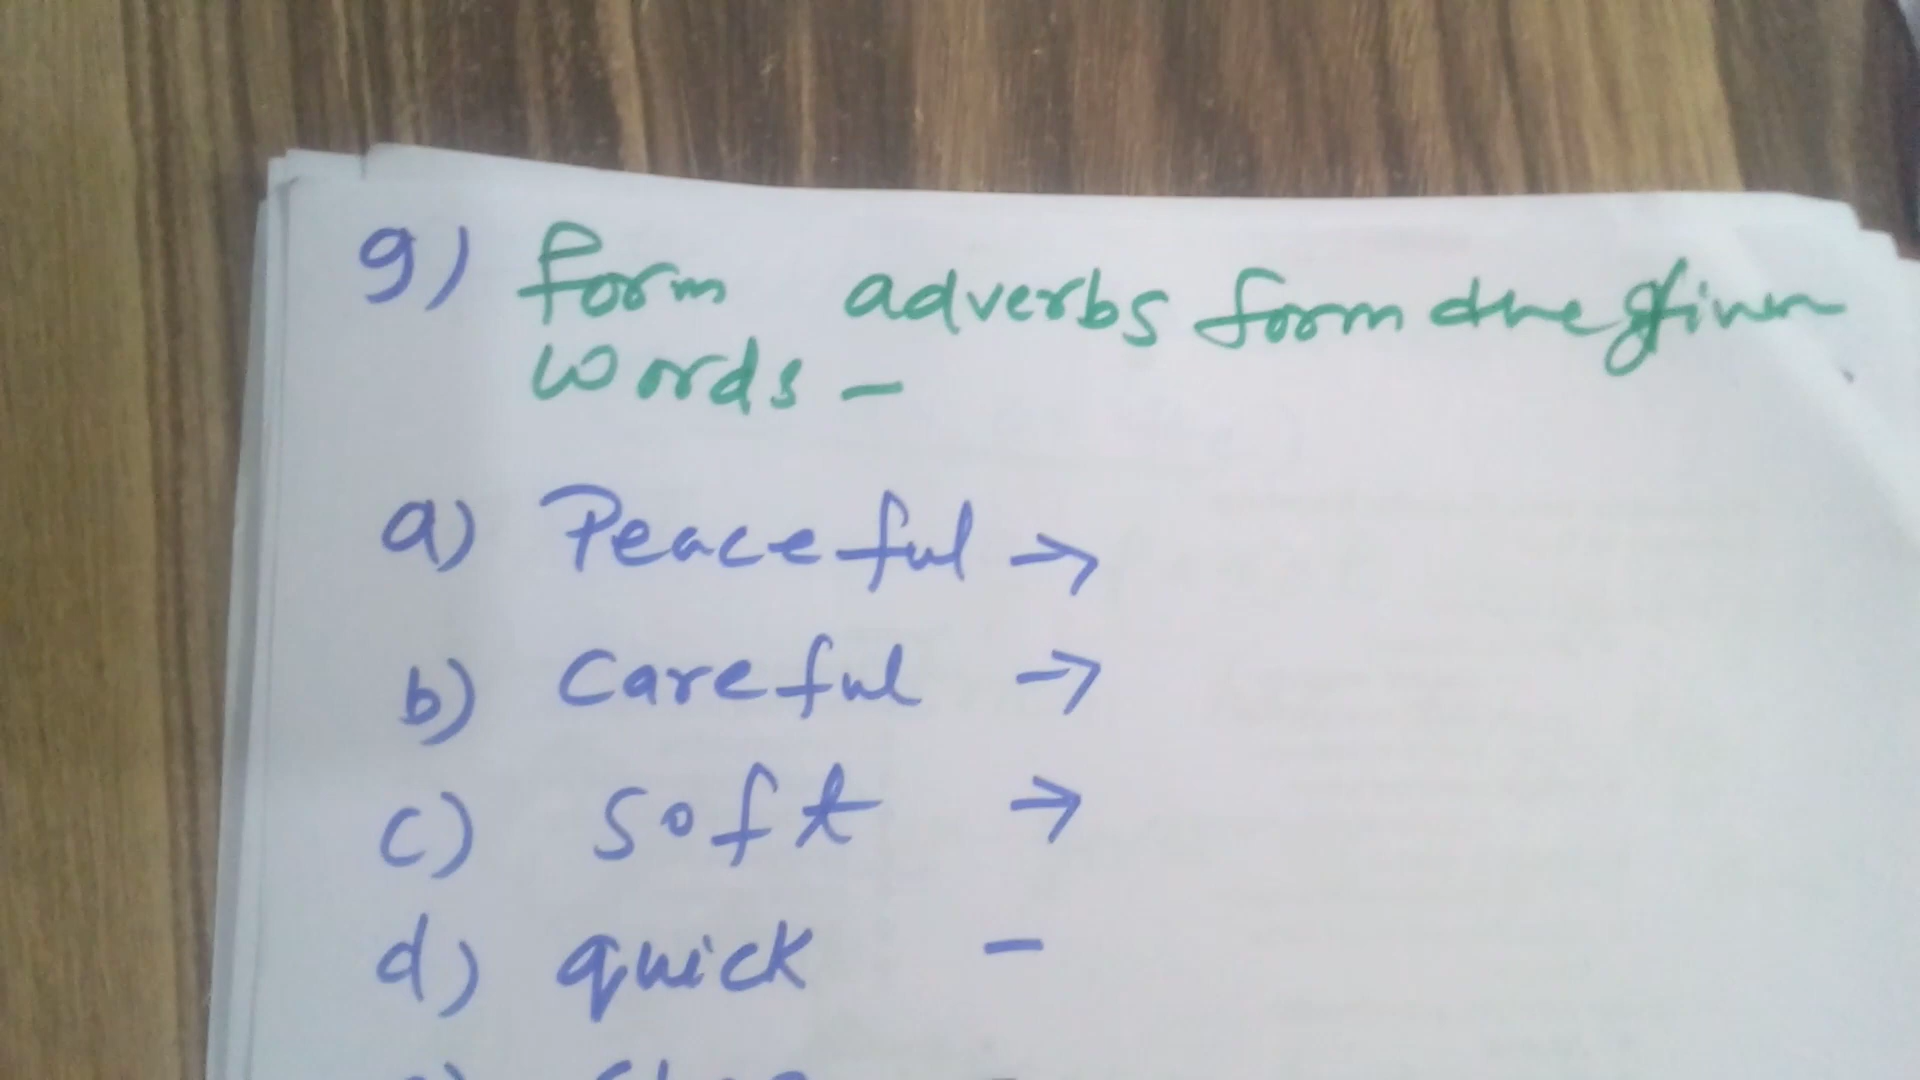 9) form adverbs form the given
words -
a) Peaceful →
b) Careful →
c) soft →
d) quick -